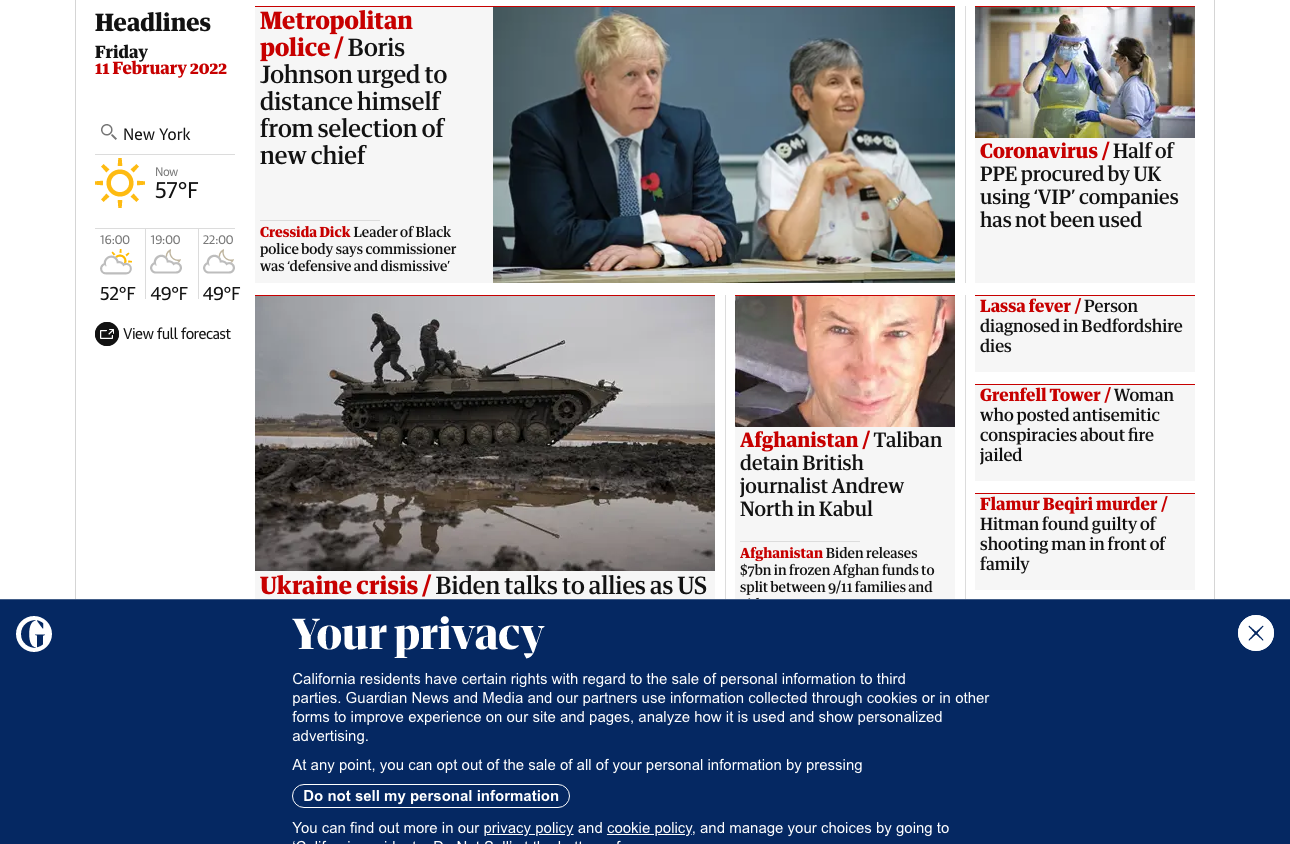 Headlines
Friday
11 February 2022
New York
Now
57°F
16:00
19:00
22:00
52°F
49°F
49°F
View full forecast
Metropolitan
police / Boris
Johnson urged to
distance himself
from selection of
new chief
Cressida Dick Leader of Black
police body says commissioner
was ‘defensive and dismissive’
Coronavirus / Half of
PPE procured by UK
using ‘VIP’ companies
has not been used
Ukraine crisis / Biden talks to allies as US
Afghanistan / Taliban
detain British
journalist Andrew
North in Kabul
Afghanistan Biden releases
$7bn in frozen Afghan funds to
split between 9/11 families and
Lassa fever / Person
diagnosed in Bedfordshire
dies
Grenfell Tower / Woman
who posted antisemitic
conspiracies about fire
jailed
Flamur Beqiri murder /
Hitman found guilty of
shooting man in front of
family
Your privacy
California residents have certain rights with regard to the sale of personal information to third
parties. Guardian News and Media and our partners use information collected through cookies or in other
forms to improve experience on our site and pages, analyze how it is used and show personalized
advertising.
At any point, you can opt out of the sale of all of your personal information by pressing
Do not sell my personal information
You can find out more in our privacy policy and cookie policy, and manage your choices by going to